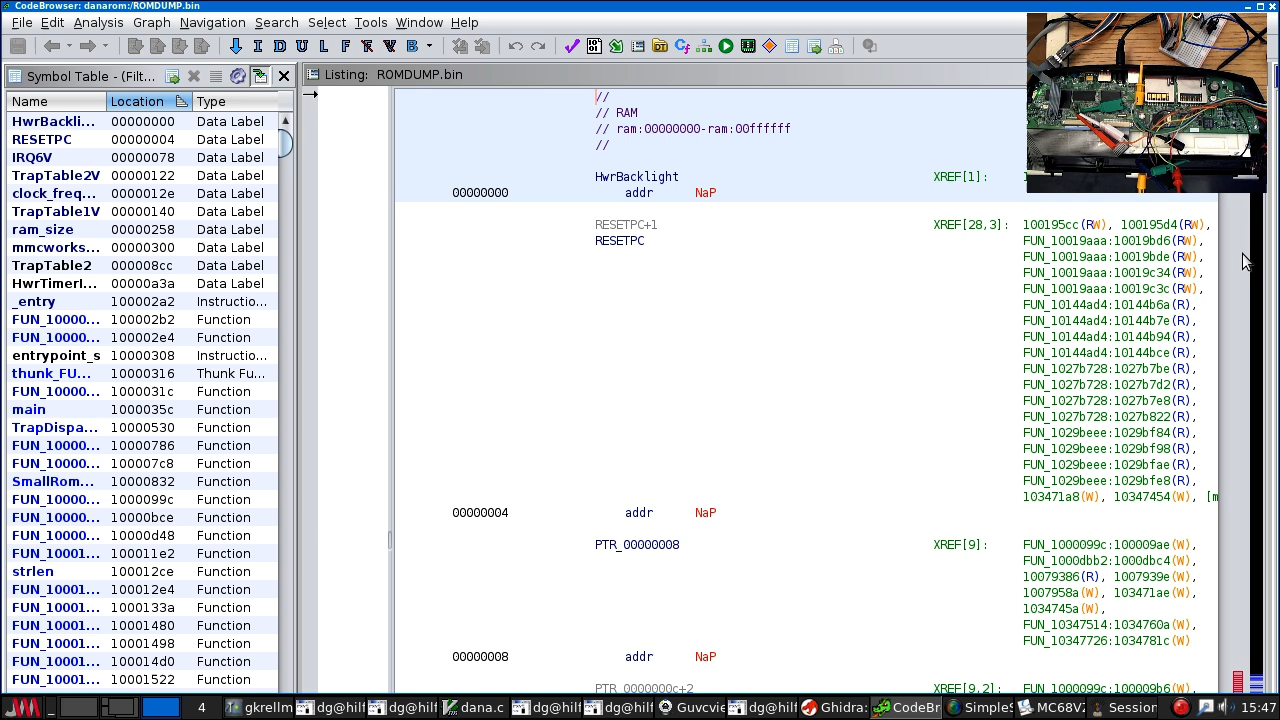 CodeBrowser: danarom:/ROMDUMP.bin
File Edit Analysis Graph Navigation Search Select Tools Window Help
I D U L F T V B
Symbol Table - (Filt...
Listing: ROMDUMP.bin
Name Location Type
HwrBackli... 00000000 Data Label
RESETPC 00000004 Data Label
IRQ6V 00000078 Data Label
TrapTable2V 00000122 Data Label
clock_freq... 0000012e Data Label
TrapTable1V 00000140 Data Label
ram_size 00000258 Data Label
mmcworks... 00000300 Data Label
TrapTable2 000008cc Data Label
HwrTimerI... 00000a3a Data Label
_entry 100002a2 Instructio...
FUN_10000... 100002b2 Function
FUN_10000... 100002e4 Function
entrypoint_s 10000308 Instructio...
thunk_FU... 10000316 Thunk Fu...
FUN_10000... 1000031c Function
main 1000035c Function
TrapDispa... 10000530 Function
FUN_10000... 10000786 Function
FUN_10000... 100007c8 Function
SmallRom... 10000832 Function
FUN_10000... 1000099c Function
FUN_10000... 10000bce Function
FUN_10000... 10000d48 Function
FUN_10001... 100011e2 Function
strlen 100012ce Function
FUN_10001... 100012e4 Function
FUN_10001... 1000133a Function
FUN_10001... 10001480 Function
FUN_10001... 10001498 Function
FUN_10001... 100014d0 Function
FUN_10001... 10001522 Function
//
// RAM
// ram:00000000-ram:00ffffff
//
HwrBacklight XREF[1]:
00000000 addr NaP
RESETPC+1 XREF[28,3]: 100195cc(RW), 100195d4(RW),
RESETPC FUN_10019aaa:10019bd6(RW),
FUN_10019aaa:10019bde(RW),
FUN_10019aaa:10019c34(RW),
FUN_10019aaa:10019c3c(RW),
FUN_10144ad4:10144b6a(R),
FUN_10144ad4:10144b7e(R),
FUN_10144ad4:10144b94(R),
FUN_10144ad4:10144bce(R),
FUN_1027b728:1027b7be(R),
FUN_1027b728:1027b7d2(R),
FUN_1027b728:1027b7e8(R),
FUN_1027b728:1027b822(R),
FUN_1029beee:1029bf84(R),
FUN_1029beee:1029bf98(R),
FUN_1029beee:1029bfae(R),
FUN_1029beee:1029bfe8(R),
103471a8(W), 10347454(W), [m
00000004 addr NaP
PTR_00000008 XREF[9]: FUN_1000099c:100009ae(W),
FUN_1000dbb2:1000dbc4(W),
10079386(R), 1007939e(W),
1007958a(W), 103471ae(W),
1034745a(W),
FUN_10347514:1034760a(W),
FUN_10347726:1034781c(W)
00000008 addr NaP
PTR_0000000c+2 XREF[9,2]: FUN_1000099c:100009b6(W),
4 gkrellm dg@hilf dg@hilf dana.c dg@hilf dg@hilf Guvcvie dg@hilf Ghidra: CodeBr SimpleS MC68V Session 15:47